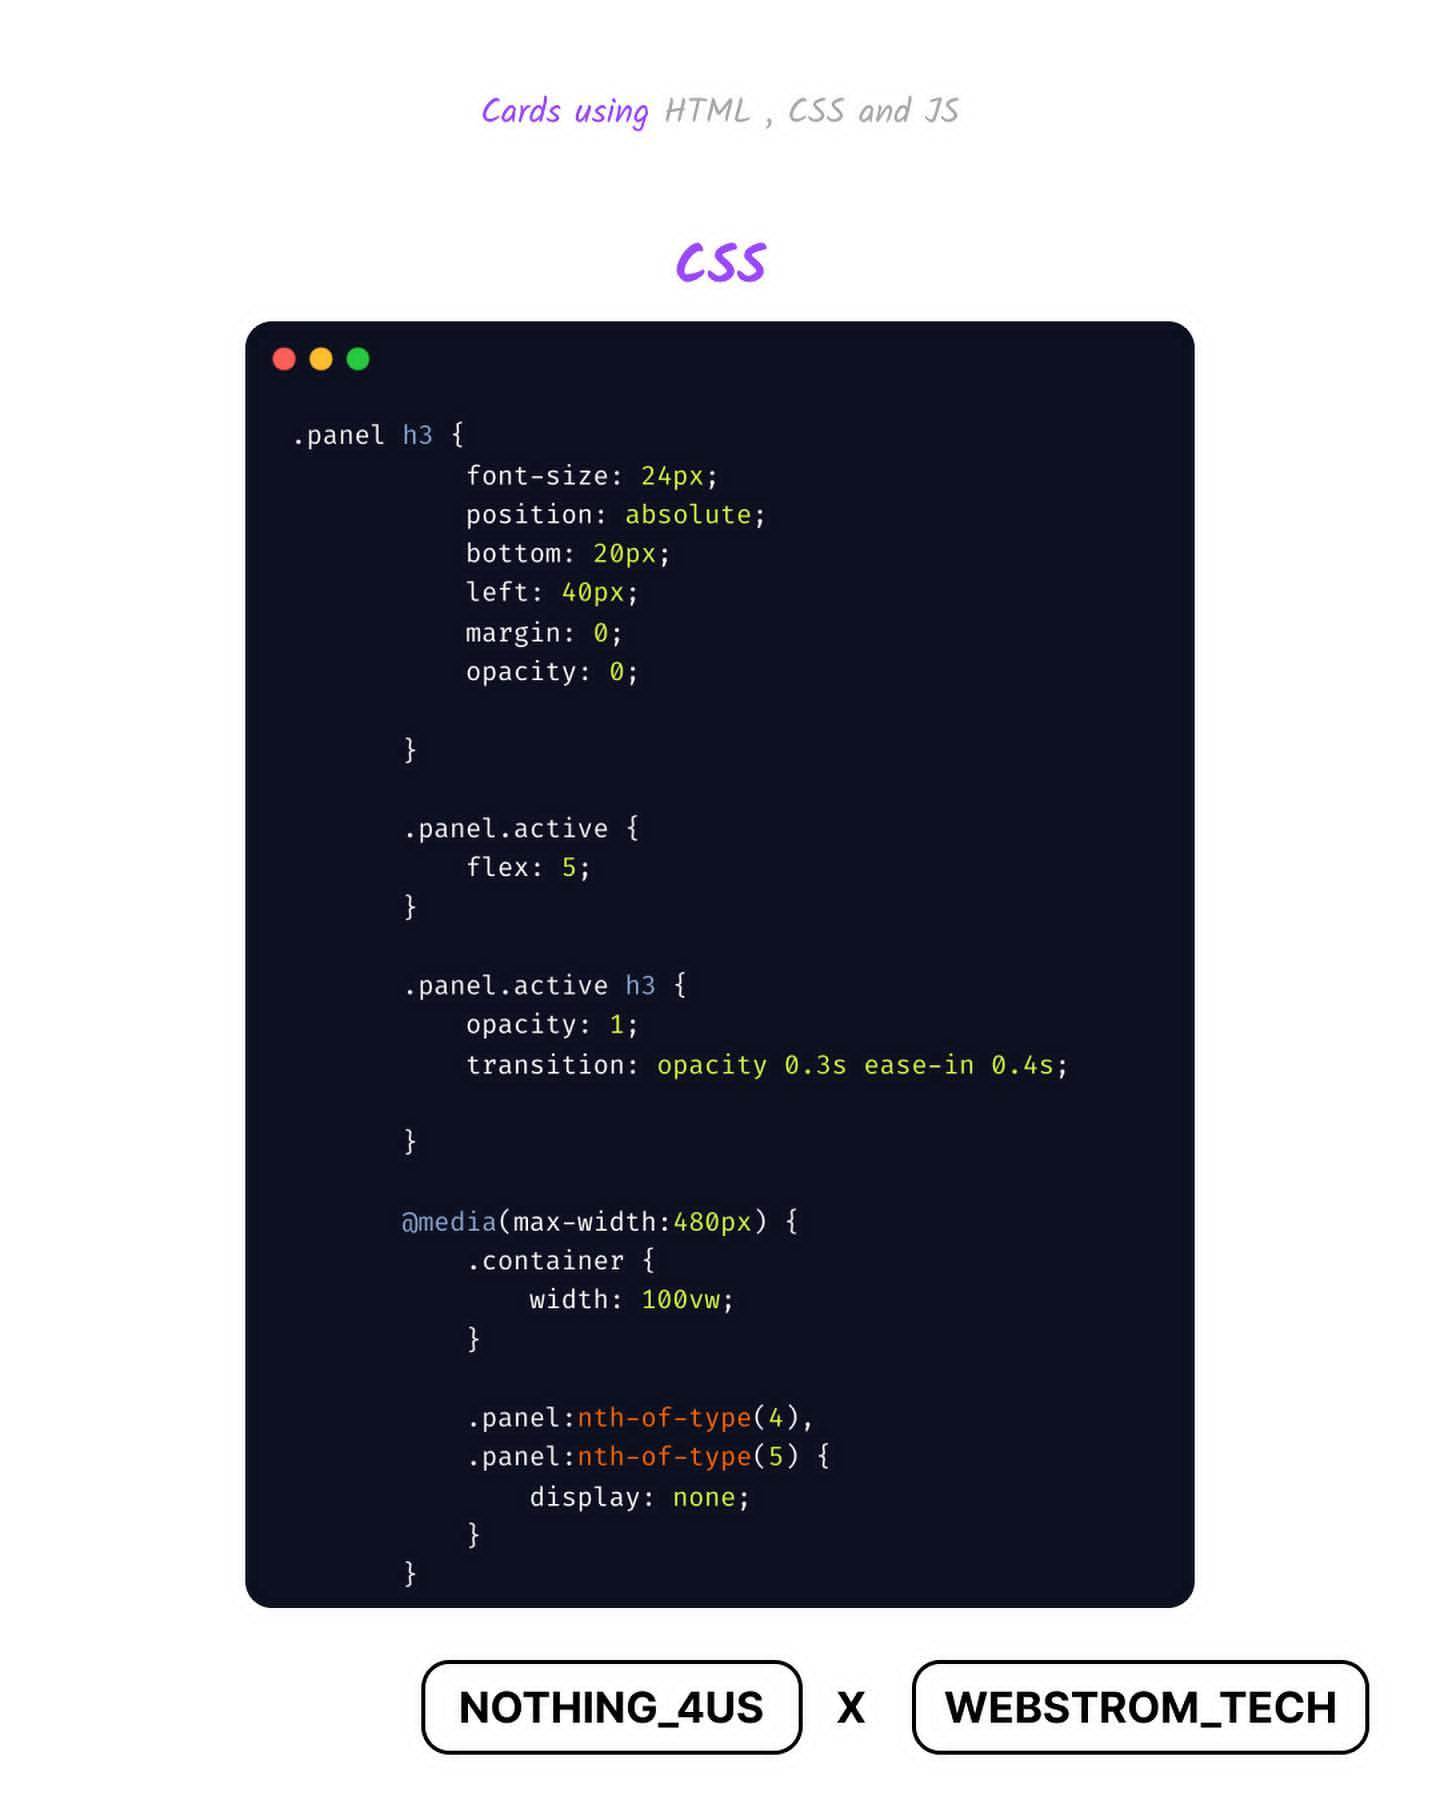 Cards using HTML , CSS and JS
CSS
.panel h3 {
font-size: 24px;
position: absolute;
bottom: 20px;
left: 40px;
margin: 0;
opacity: 0;
}
.panel.active {
flex: 5;
}
.panel.active h3 {
opacity: 1;
transition: opacity 0.3s ease-in 0.4s;
}
@media(max-width:480px) {
.container {
width: 100vw;
}
.panel:nth-of-type(4),
.panel:nth-of-type(5) {
display: none;
}
}
NOTHING_4US X WEBSTROM_TECH